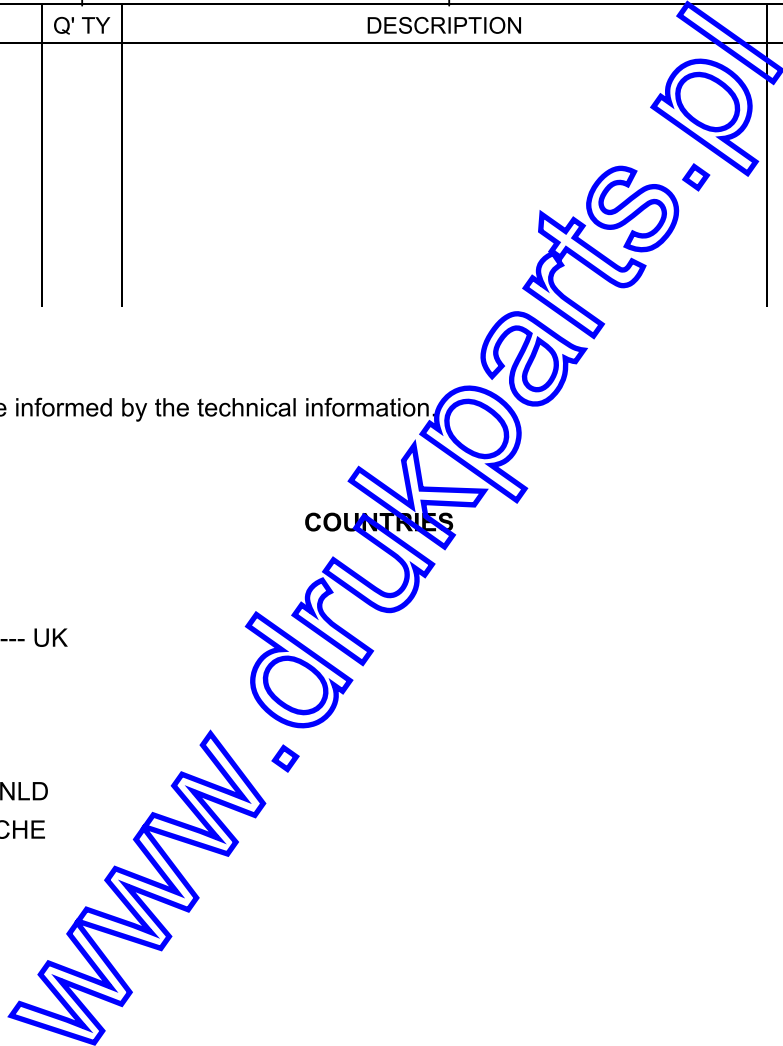 Q' TY DESCRIPTION
e informed by the technical information.
COUNTRIES
--- UK
NLD
CHE
www.drukparts.pl